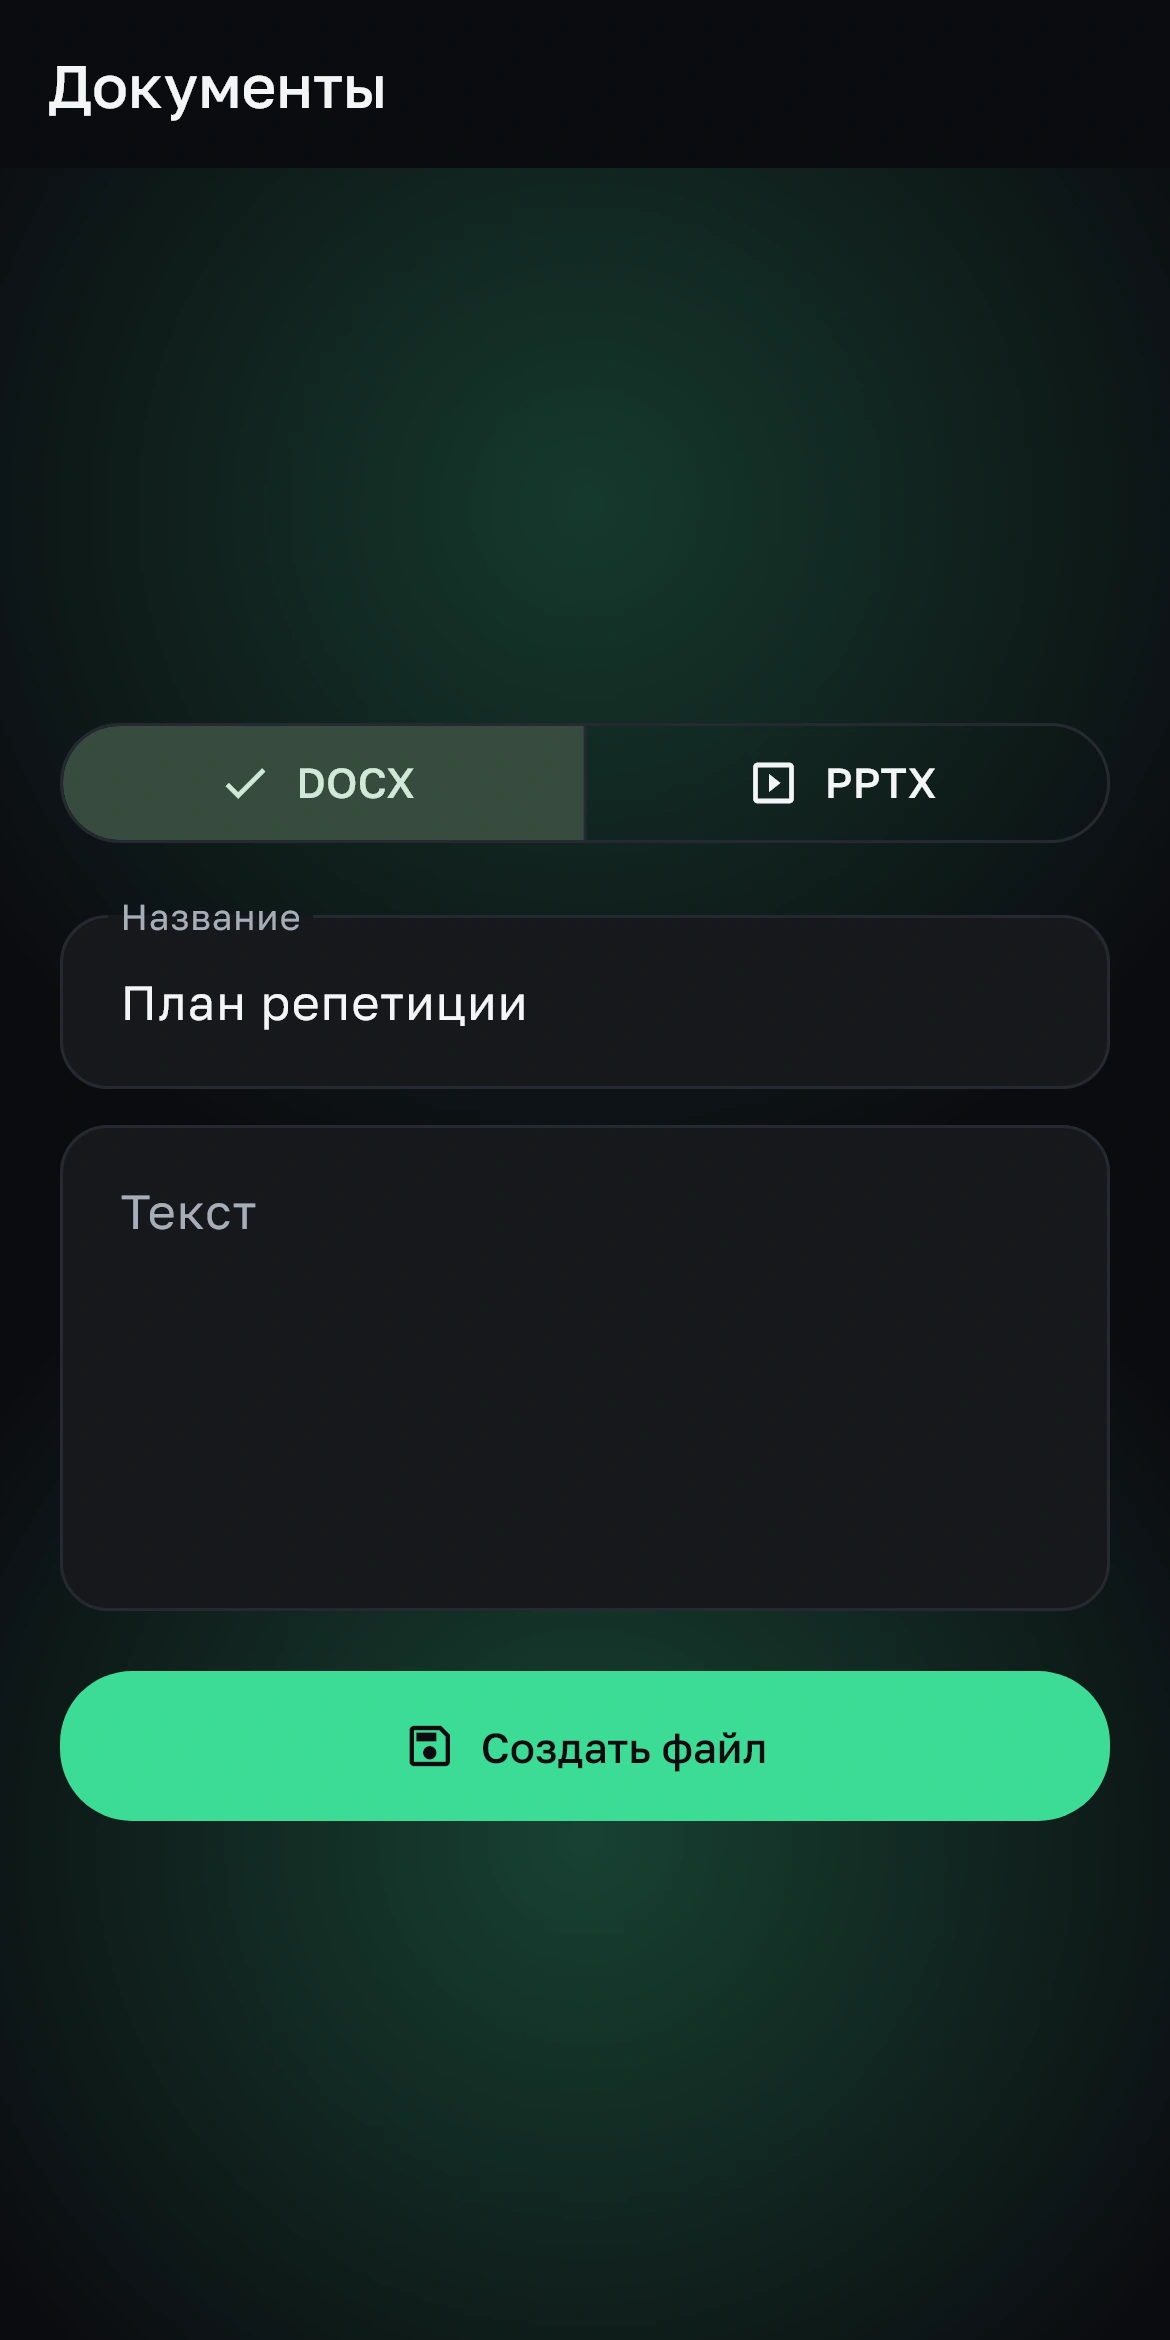 Документы
DOCX
PPTX
Название
План репетиции
Текст
Создать файл